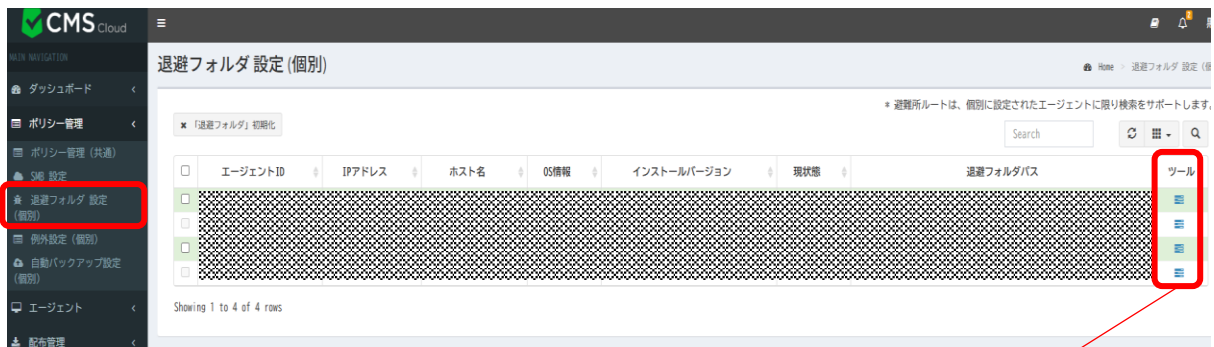 CMS Cloud
MAIN NAVIGATION
ダッシュボード
ポリシー管理
ポリシー管理 (共通)
SMB 設定
退避フォルダ 設定
(個別)
例外設定 (個別)
自動バックアップ設定
(個別)
エージェント
配布管理
退避フォルダ 設定 (個別)
Home > 退避フォルダ 設定 (個
* 避難所ルートは、個別に設定されたエージェントに限り検索をサポートします。
× 「退避フォルダ」初期化
Search
エージェントID IPアドレス ホスト名 OS情報 インストールバージョン 現状態 退避フォルダパス ツール
Showing 1 to 4 of 4 rows